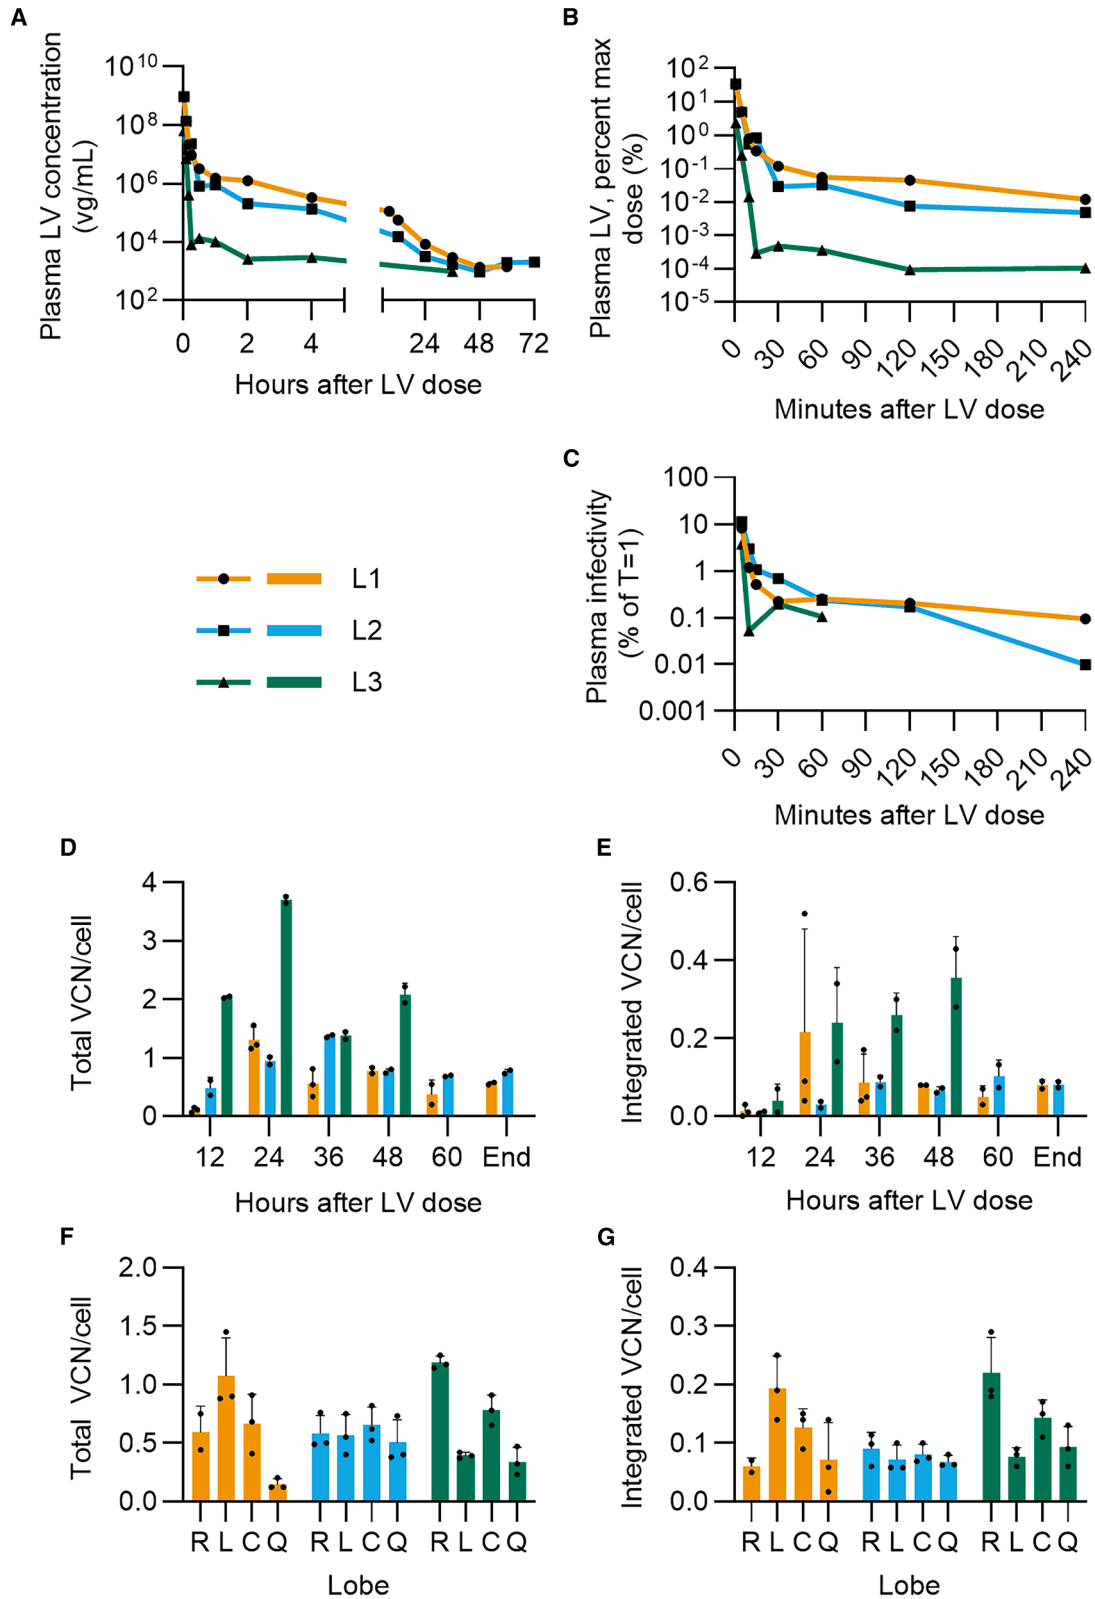 A
Plasma LV concentration
(vg/mL)
10^10
10^8
10^6
10^4
10^2
0 2 4 24 48 72
Hours after LV dose
B
Plasma LV, percent max
dose (%)
10^2
10^1
10^0
10^-1
10^-2
10^-3
10^-4
10^-5
0 30 60 90 120 150 180 210 240
Minutes after LV dose
L1
L2
L3
C
Plasma infectivity
(% of T=1)
100
10
1
0.1
0.01
0.001
0 30 60 90 120 150 180 210 240
Minutes after LV dose
D
Total VCN/cell
4
3
2
1
0
12 24 36 48 60 End
Hours after LV dose
E
Integrated VCN/cell
0.6
0.4
0.2
0.0
12 24 36 48 60 End
Hours after LV dose
F
Total VCN/cell
2.0
1.5
1.0
0.5
0.0
R L C Q R L C Q R L C Q
Lobe
G
Integrated VCN/cell
0.4
0.3
0.2
0.1
0.0
R L C Q R L C Q R L C Q
Lobe